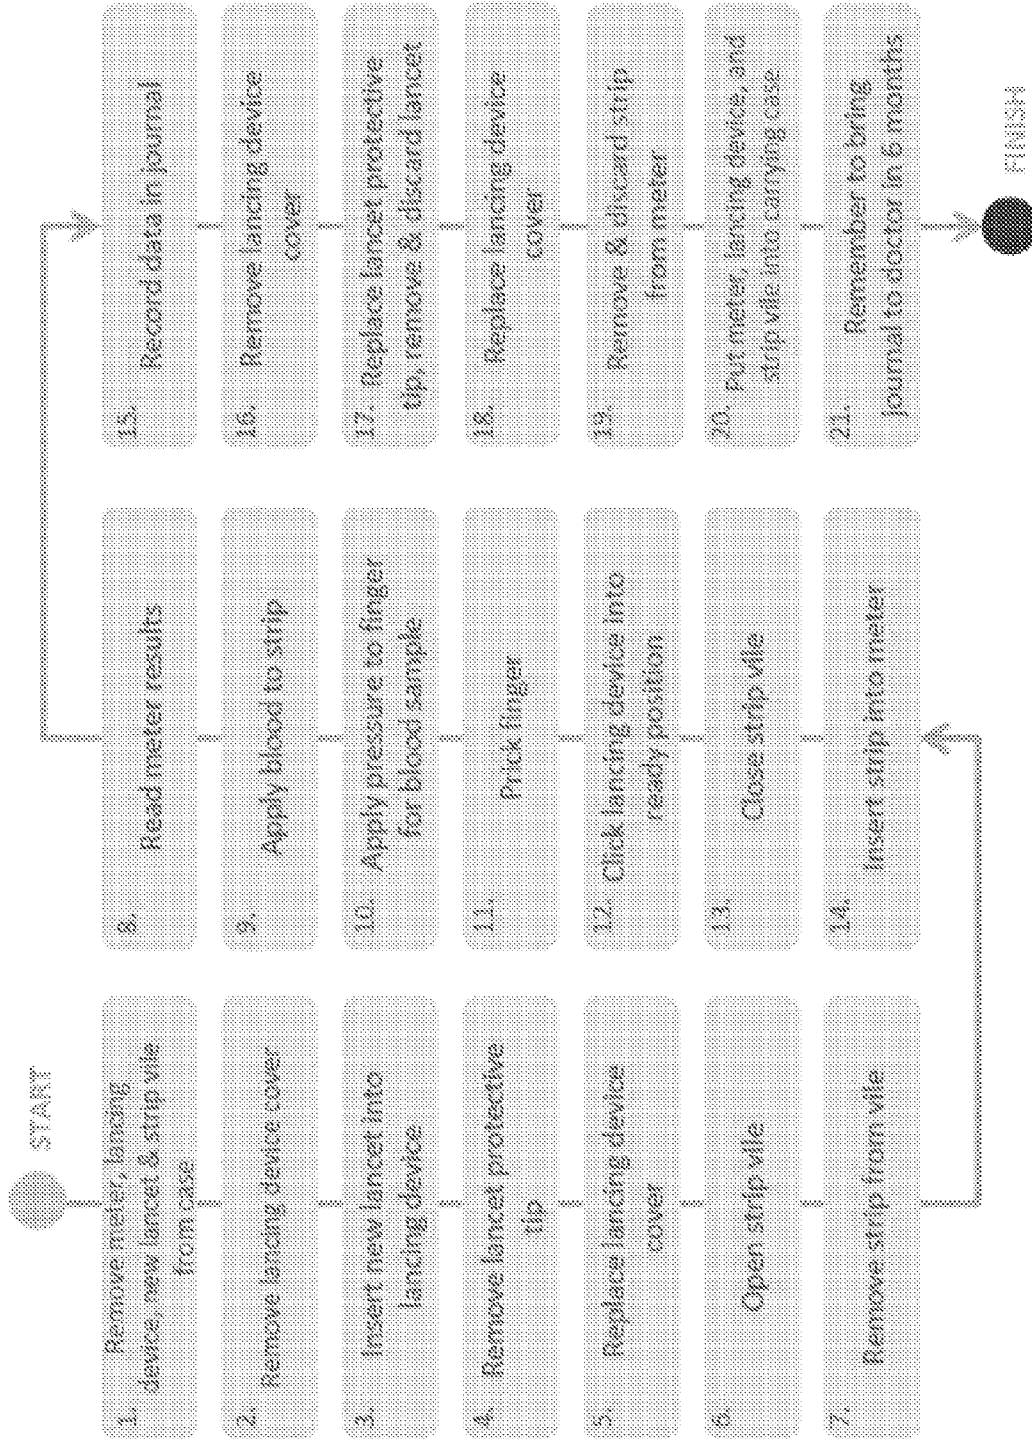 START
1.
Remove meter, lancing
device, new lancet & strip vile
from case
2.
Remove lancing device cover
3.
Insert new lancet into
lancing device
4.
Remove lancet protective
tip
5.
Replace lancing device
cover
6.
Open strip vile
7.
Remove strip from vile
8.
Read meter results
9.
Apply blood to strip
10.
Apply pressure to finger
for blood sample
11.
Prick finger
12.
Click lancing device into
ready position
13.
Close strip vile
14.
Insert strip into meter
15.
Record data in journal
16.
Remove lancing device
cover
17.
Replace lancet protective
tip, remove & discard lancet
18.
Replace lancing device
cover
19.
Remove & discard strip
from meter
20.
Put meter, lancing device, and
strip vile into carrying case
21.
Remember to bring
journal to doctor in 6 months
FINISH